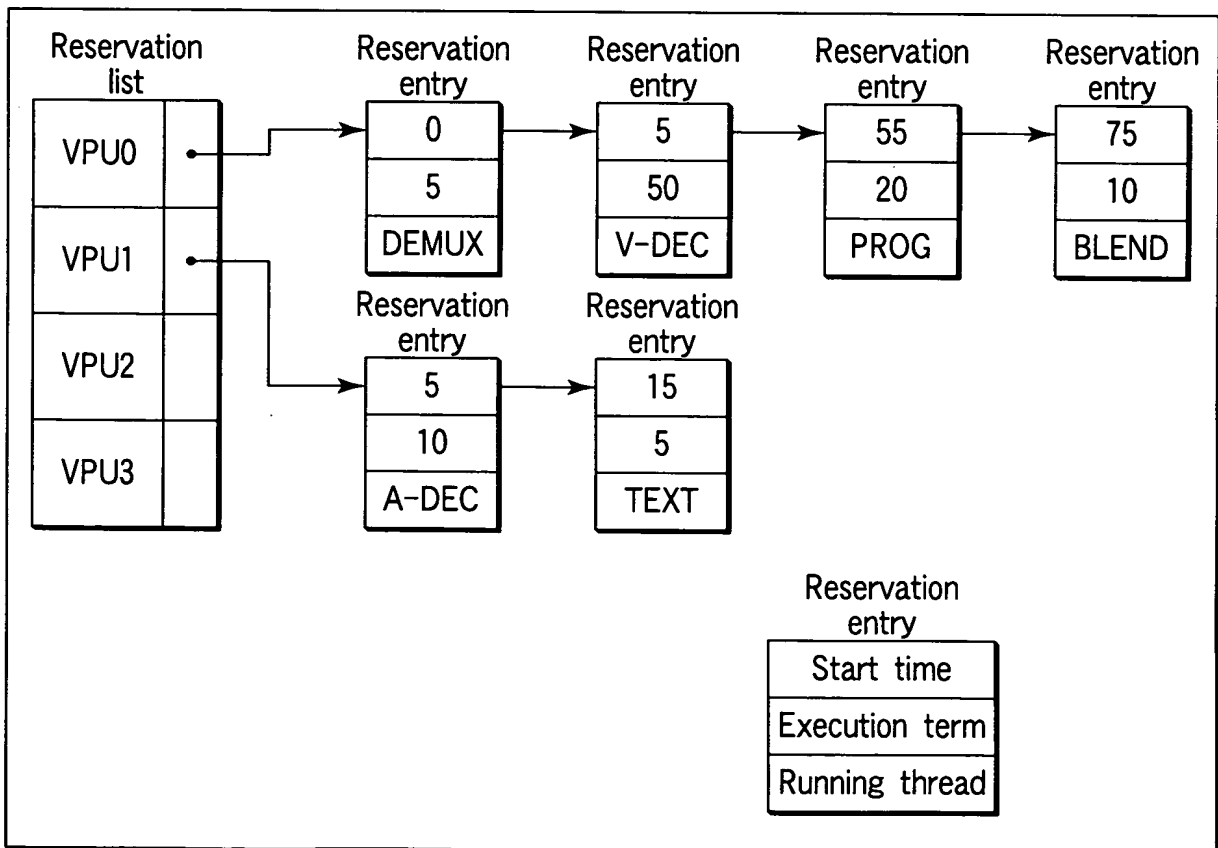 Reservation
list
VPU0
VPU1
VPU2
VPU3
Reservation
entry
0
5
DEMUX
Reservation
entry
5
50
V-DEC
Reservation
entry
55
20
PROG
Reservation
entry
75
10
BLEND
Reservation
entry
5
10
A-DEC
Reservation
entry
15
5
TEXT
Reservation
entry
Start time
Execution term
Running thread